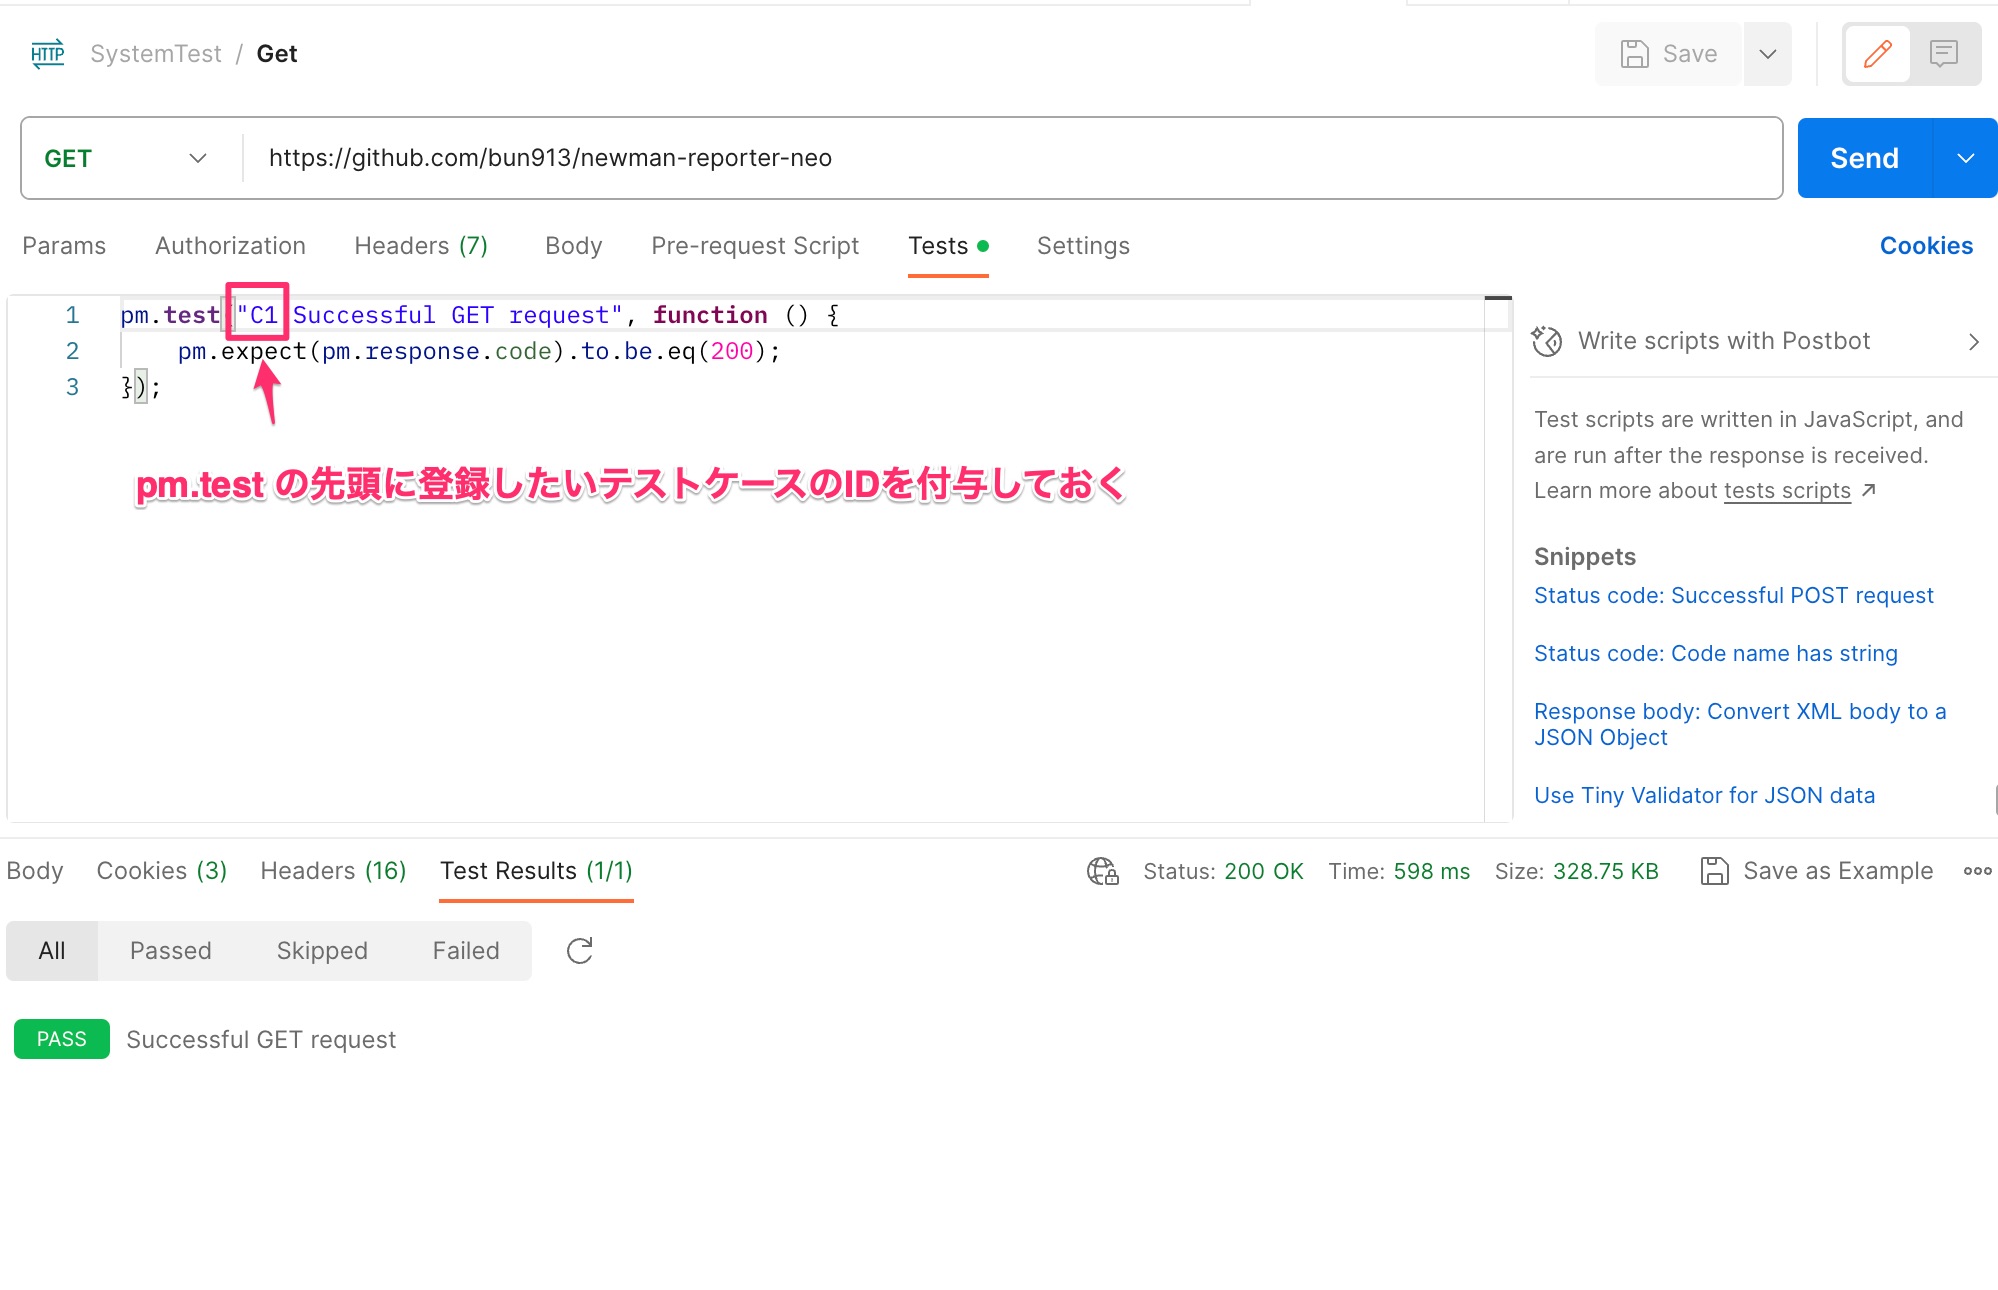 HTTP SystemTest / Get Save
GET https://github.com/bun913/newman-reporter-neo Send
Params Authorization Headers (7) Body Pre-request Script Tests Settings Cookies
1 pm.test("C1 Successful GET request", function () {
2 pm.expect(pm.response.code).to.be.eq(200);
3 });
pm.test の先頭に登録したいテストケースのIDを付与しておく
Write scripts with Postbot
Test scripts are written in JavaScript, and
are run after the response is received.
Learn more about tests scripts ↗
Snippets
Status code: Successful POST request
Status code: Code name has string
Response body: Convert XML body to a
JSON Object
Use Tiny Validator for JSON data
Body Cookies (3) Headers (16) Test Results (1/1) Status: 200 OK Time: 598 ms Size: 328.75 KB Save as Example
All Passed Skipped Failed
PASS Successful GET request